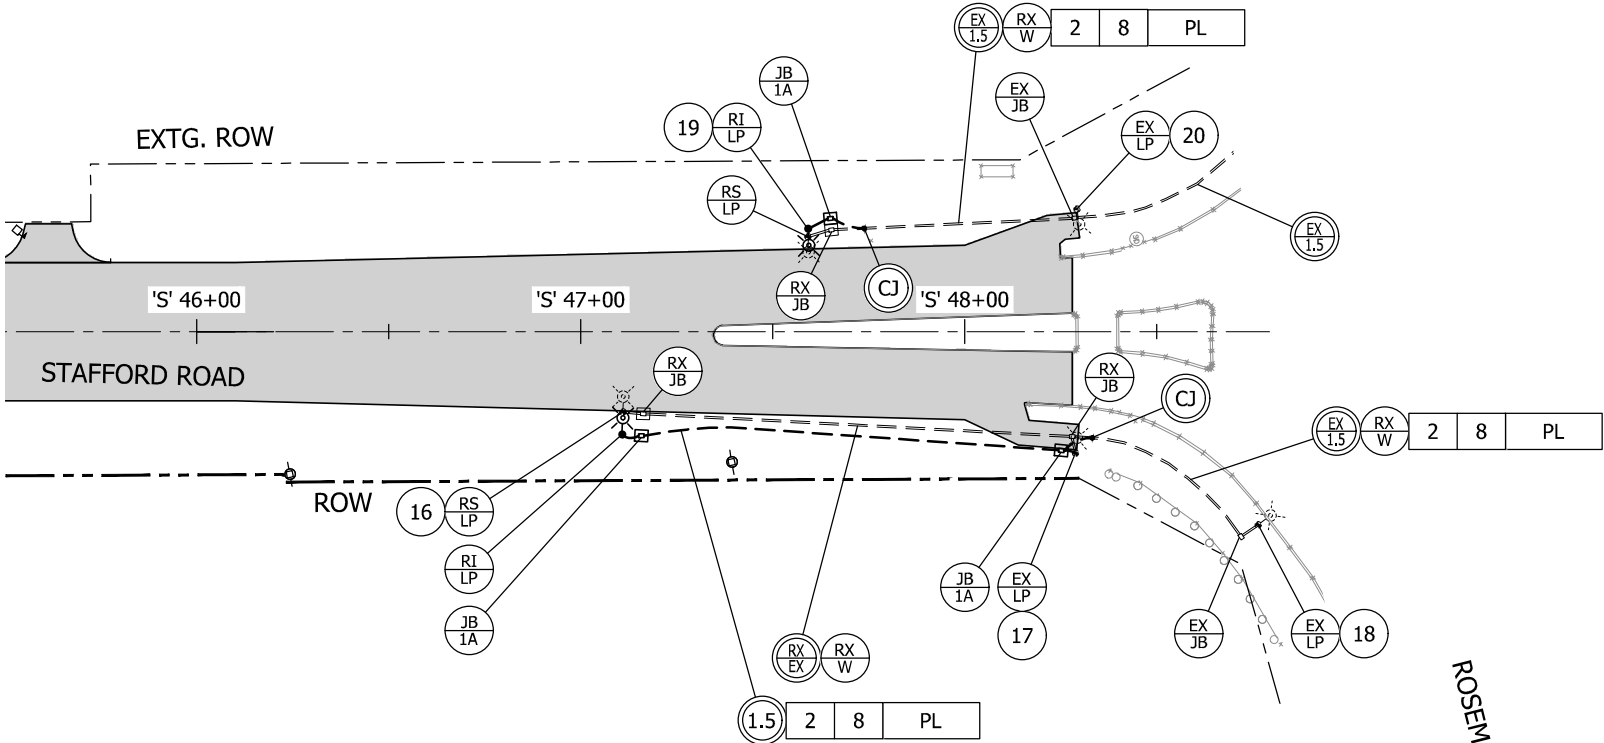 EX
1.5
RX
W
2
8
PL
JB
1A
EX
JB
19
RI
LP
EX
LP
20
EXTG. ROW
RS
LP
EX
1.5
RX
JB
CJ
'S' 46+00
'S' 47+00
'S' 48+00
STAFFORD ROAD
RX
JB
RX
JB
CJ
EX
1.5
RX
W
2
8
PL
ROW
16
RS
LP
RI
LP
JB
1A
JB
1A
EX
LP
17
EX
JB
EX
LP
18
RX
EX
RX
W
1.5
2
8
PL
ROSEM